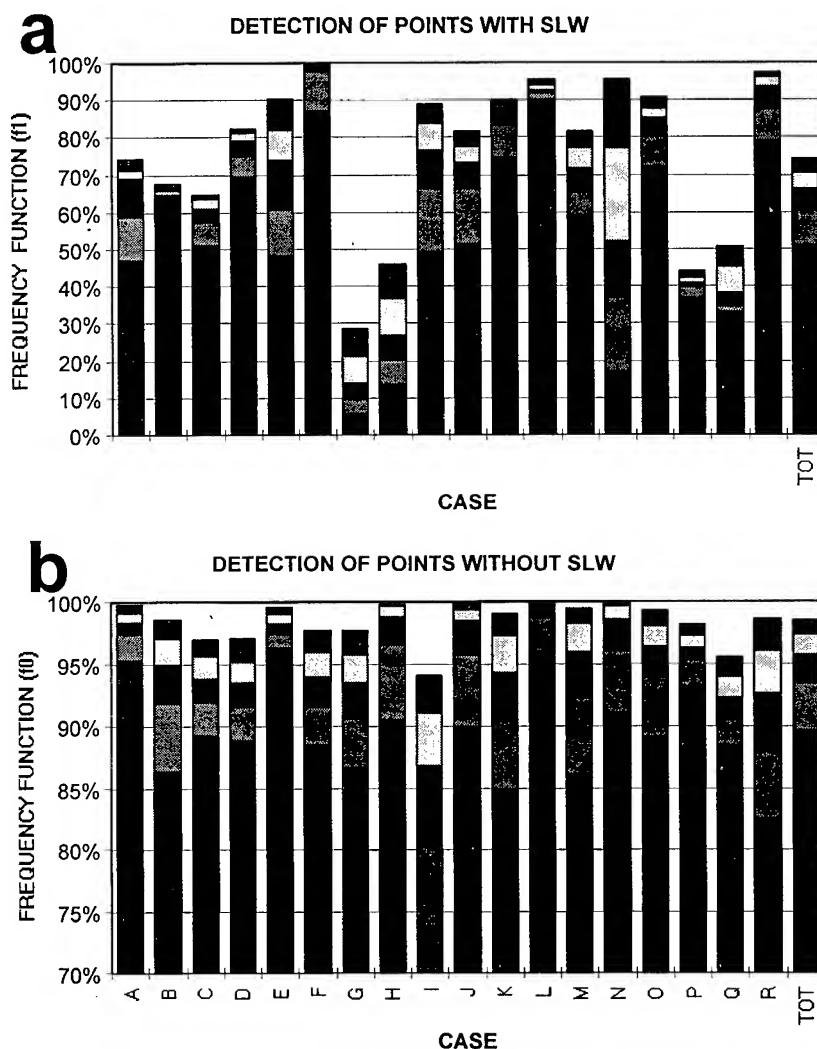 a
DETECTION OF POINTS WITH SLW
FREQUENCY FUNCTION (f1)
100%
90%
80%
70%
60%
50%
40%
30%
20%
10%
0%
TOT
CASE
b
DETECTION OF POINTS WITHOUT SLW
FREQUENCY FUNCTION (f0)
100%
95%
90%
85%
80%
75%
70%
A B C D E F G H I J K L M N O P Q R TOT
CASE